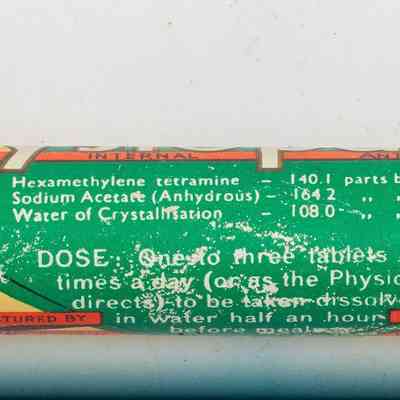 INTERNAL
Hexamethylene tetramine – 140.1 parts b
Sodium Acetate (Anhydrous) – 164.2 ,, ,,
Water of Crystallisation – 108.0 ,, ,,
DOSE: One to three tablets
times a day (or as the Physic
directs) to be taken dissolv
TURED BY in water half an hour
before meals